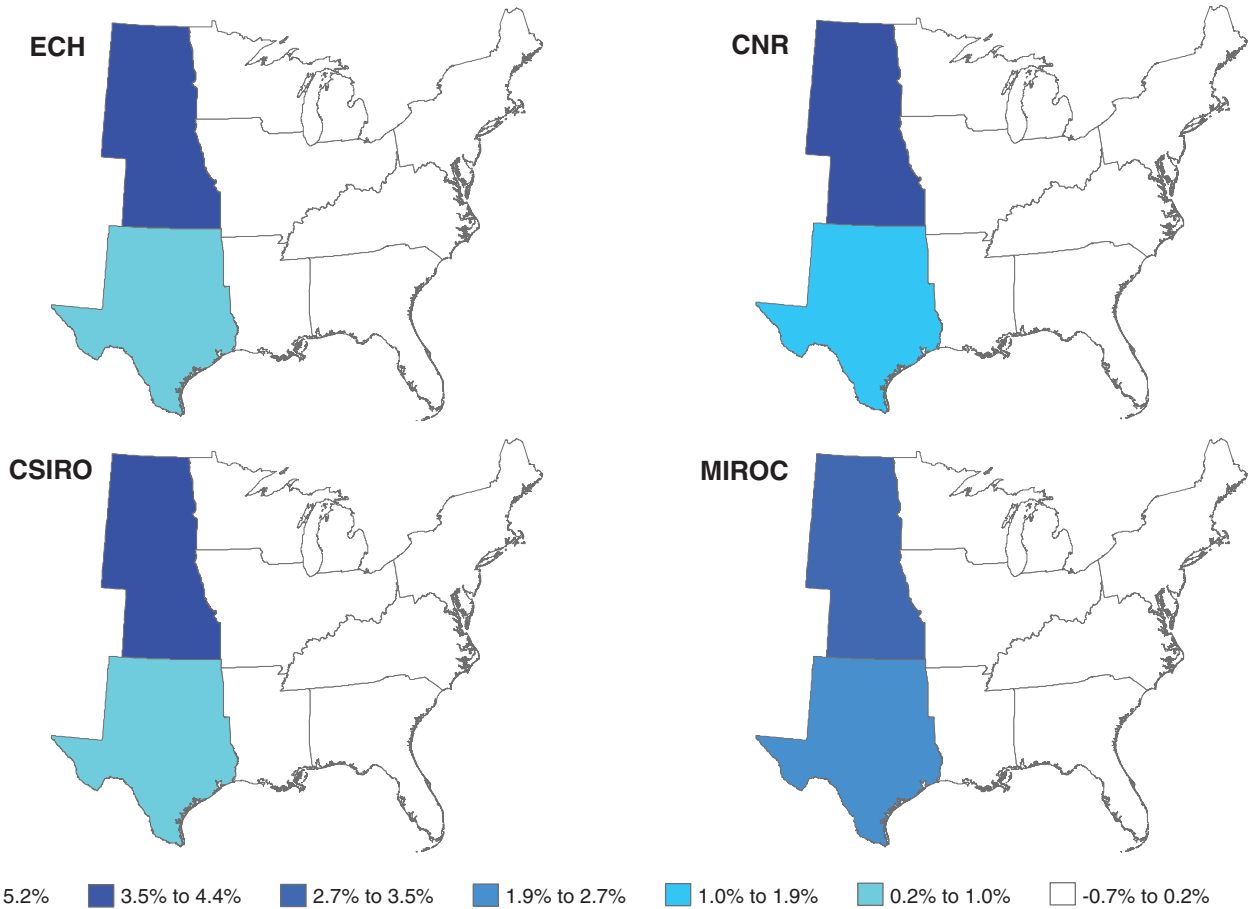 ECH
CNR
CSIRO
MIROC
5.2% 3.5% to 4.4% 2.7% to 3.5% 1.9% to 2.7% 1.0% to 1.9% 0.2% to 1.0% -0.7% to 0.2%